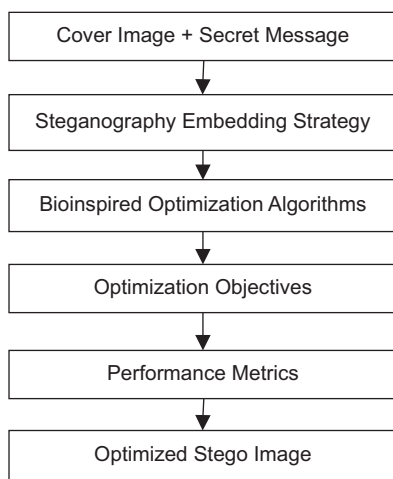 Cover Image + Secret Message
Steganography Embedding Strategy
Bioinspired Optimization Algorithms
Optimization Objectives
Performance Metrics
Optimized Stego Image